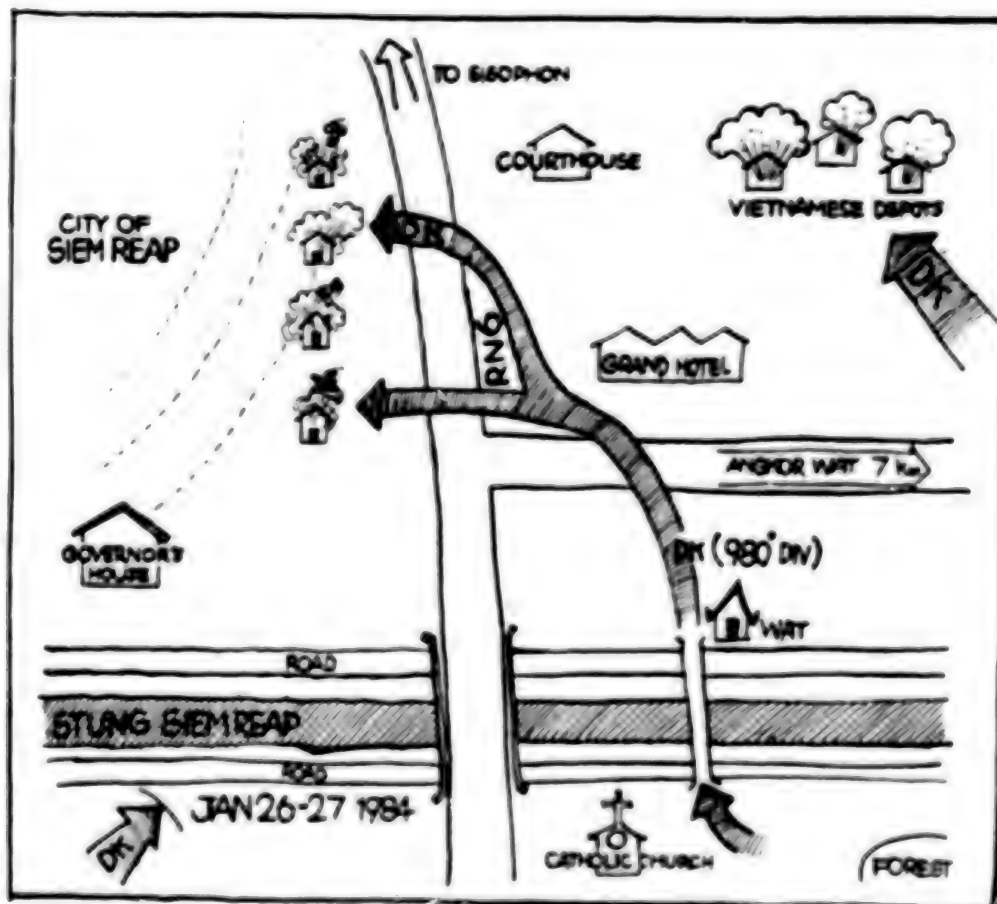 TO SISOPHON
COURTHOUSE
VIETNAMESE DEPOTS
CITY OF
SIEM REAP
DK
DK
RN6
GRAND HOTEL
ANGKOR WAT 7 Km
DK (980° DIV)
GOVERNOR'S
HOUSE
WAT
ROAD
STUNG SIEM REAP
ROAD
JAN 26-27 1984
DK
CATHOLIC CHURCH
FOREST